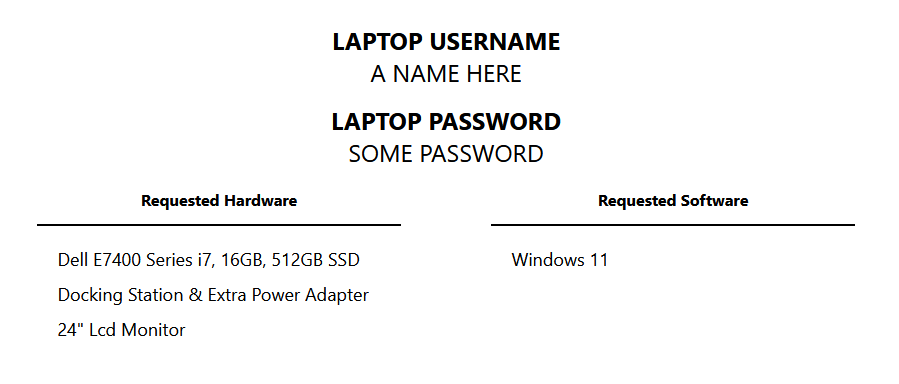 LAPTOP USERNAME
A NAME HERE
LAPTOP PASSWORD
SOME PASSWORD
Requested Hardware
Dell E7400 Series i7, 16GB, 512GB SSD
Docking Station & Extra Power Adapter
24" Lcd Monitor
Requested Software
Windows 11